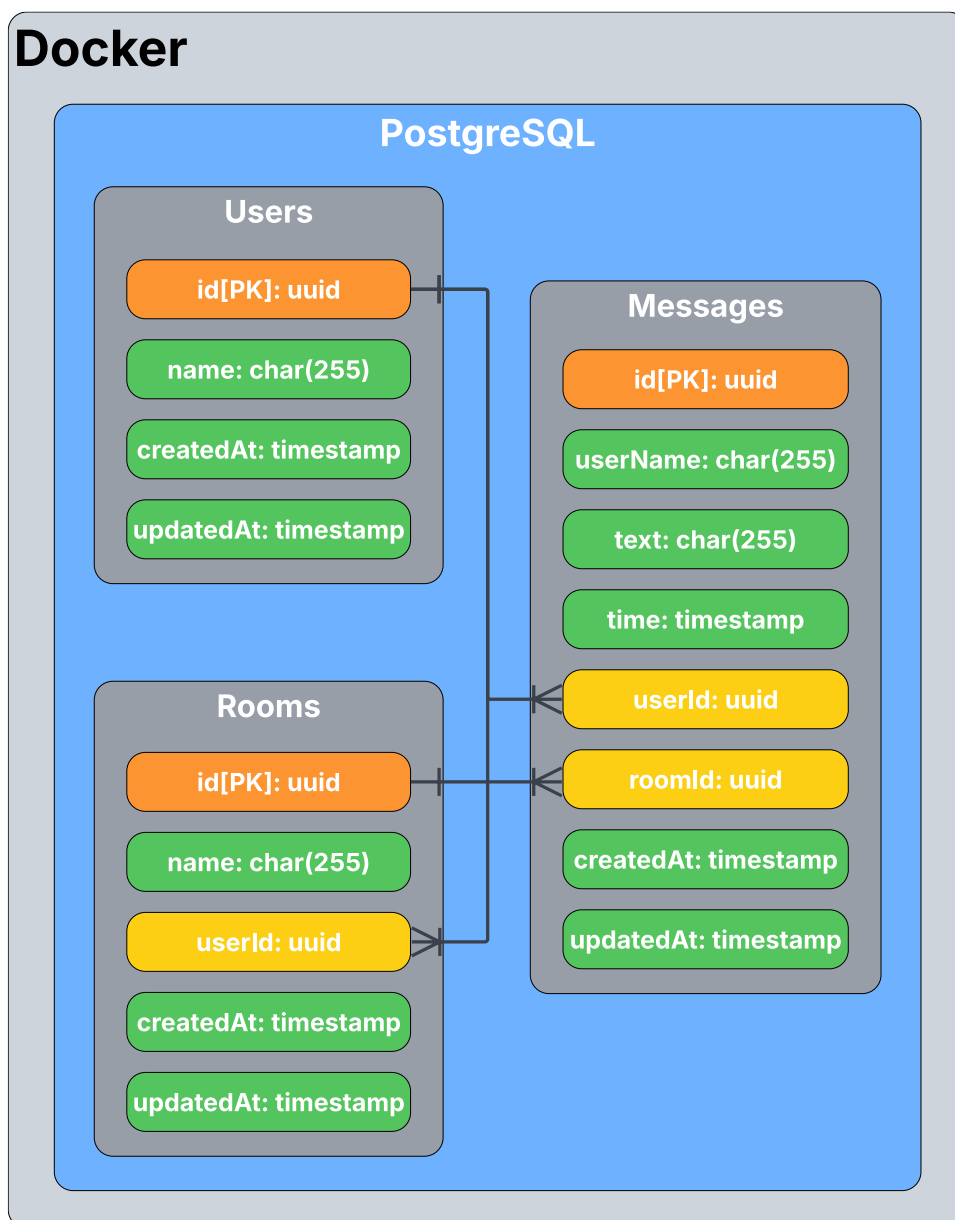 Docker
PostgreSQL
Users
id[PK]: uuid
name: char(255)
createdAt: timestamp
updatedAt: timestamp
Messages
id[PK]: uuid
userName: char(255)
text: char(255)
time: timestamp
userId: uuid
roomId: uuid
createdAt: timestamp
updatedAt: timestamp
Rooms
id[PK]: uuid
name: char(255)
userId: uuid
createdAt: timestamp
updatedAt: timestamp